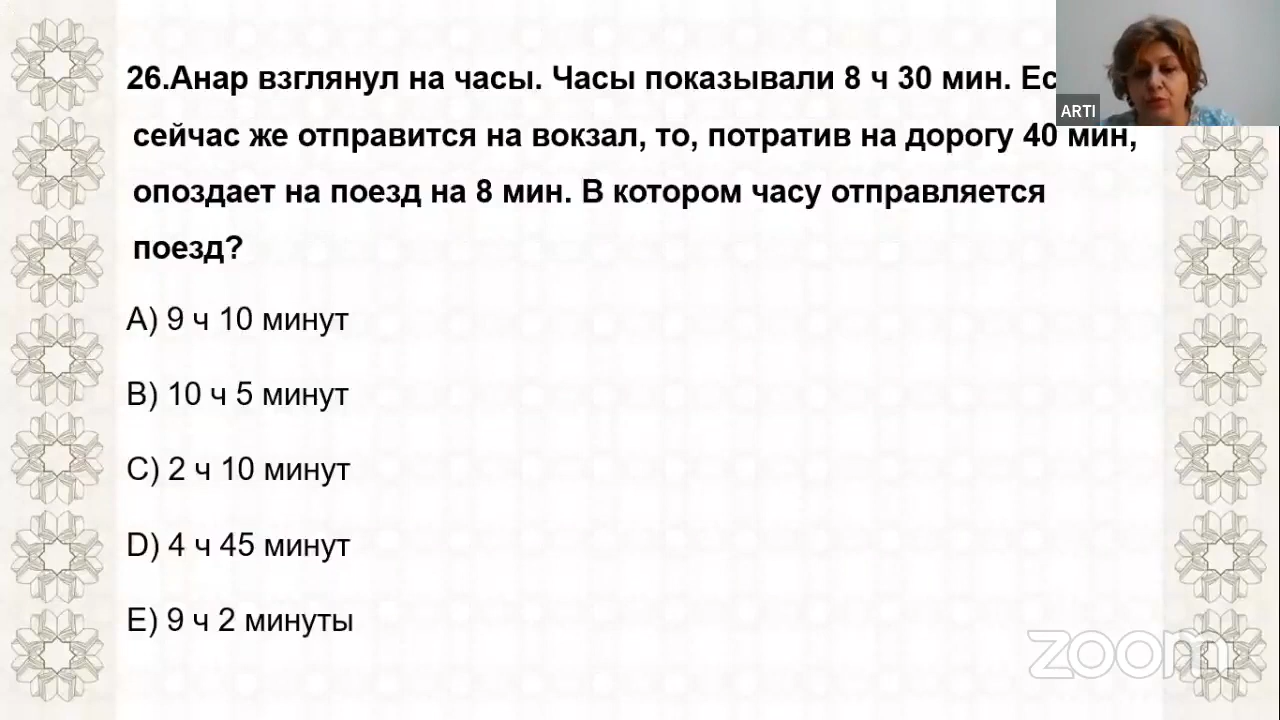 26.Анар взглянул на часы. Часы показывали 8 ч 30 мин.
ARTI
сейчас же отправится на вокзал, то, потратив на дорогу 40 мин,
опоздает на поезд на 8 мин. В котором часу отправляется
поезд?
A) 9 ч 10 минут
B) 10 ч 5 минут
C) 2 ч 10 минут
D) 4 ч 45 минут
E) 9 ч 2 минуты
zoom